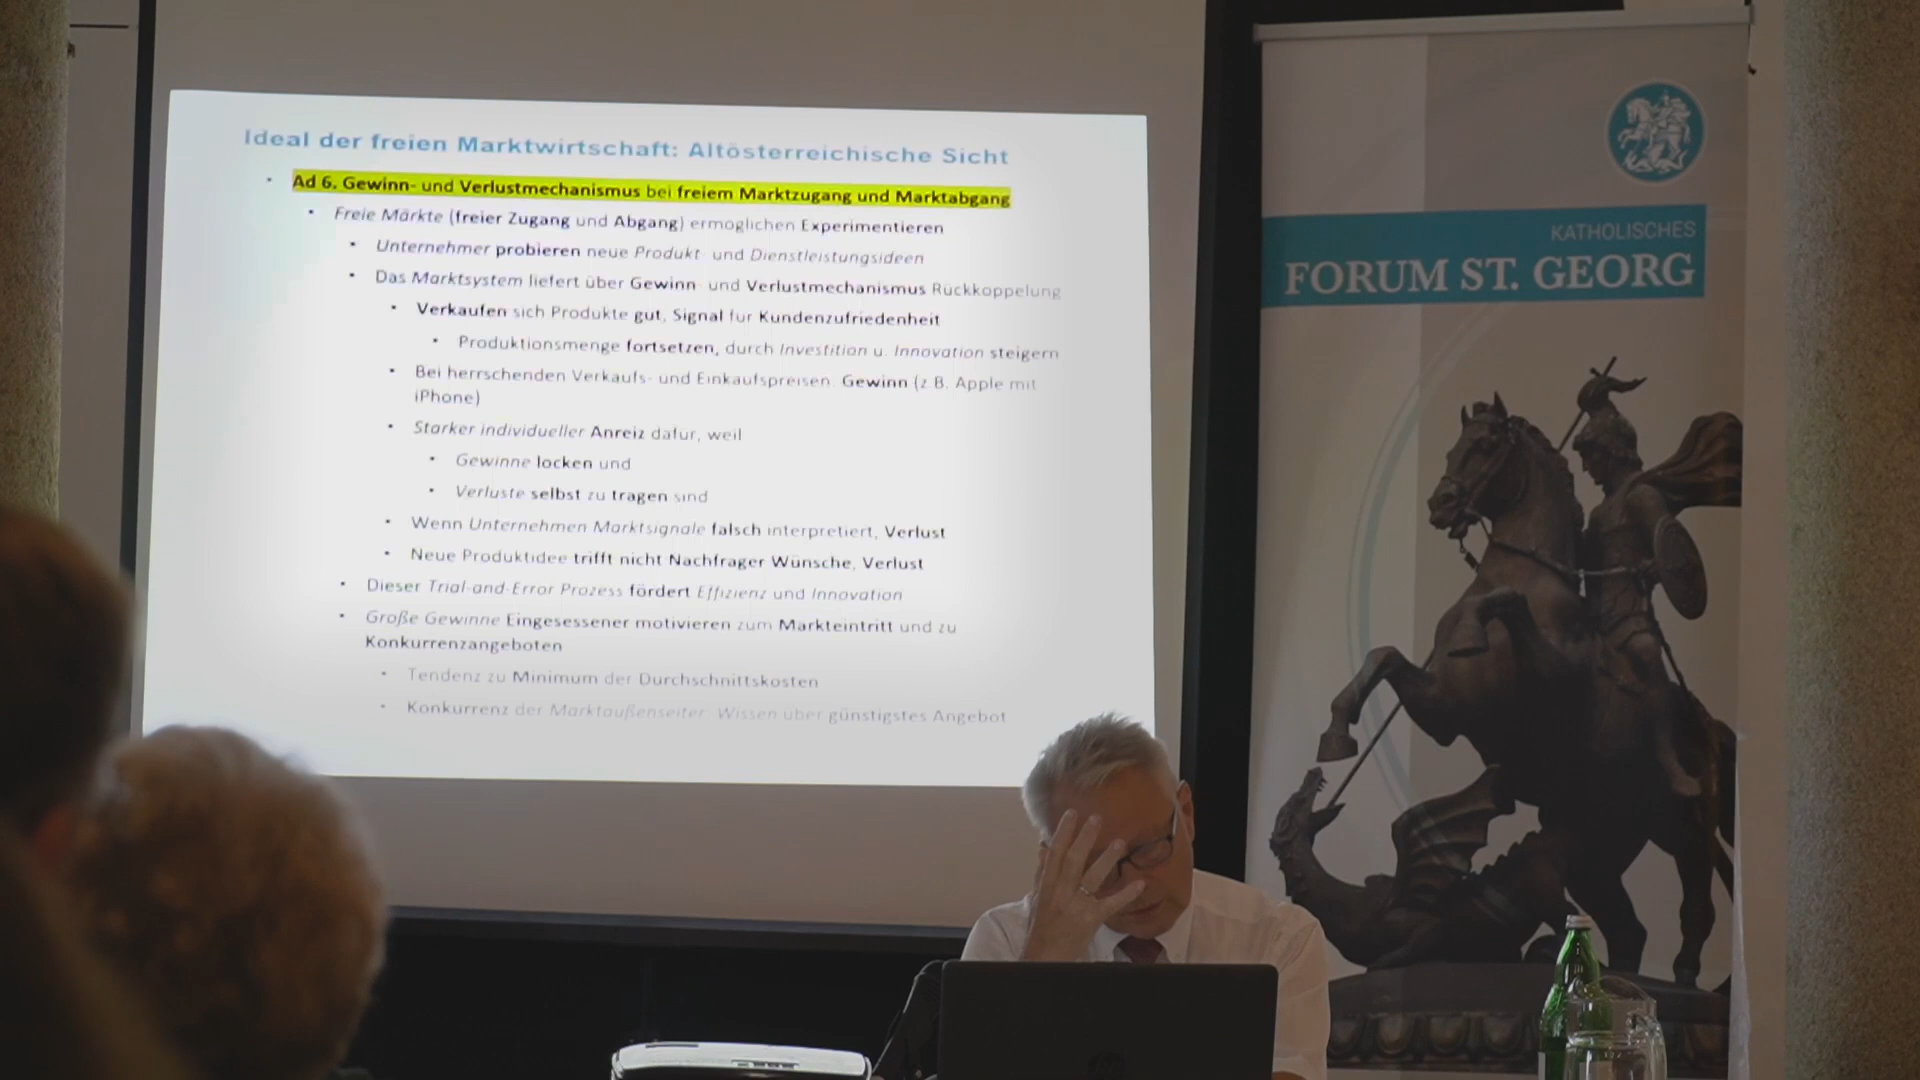 Ideal der freien Marktwirtschaft: Altösterreichische Sicht
Ad 6. Gewinn- und Verlustmechanismus bei freiem Marktzugang und Marktabgang
Freie Märkte (freier Zugang und Abgang) ermöglichen Experimentieren
Unternehmer probieren neue Produkt- und Dienstleistungsideen
Das Marktsystem liefert über Gewinn- und Verlustmechanismus Rückkoppelung
Verkaufen sich Produkte gut, Signal für Kundenzufriedenheit
Produktionsmenge fortsetzen, durch Investition u. Innovation steigern
Bei herrschenden Verkaufs- und Einkaufspreisen: Gewinn (z.B. Apple mit
iPhone)
Starker individueller Anreiz dafür, weil
Gewinne locken und
Verluste selbst zu tragen sind
Wenn Unternehmen Marktsignale falsch interpretiert, Verlust
Neue Produktidee trifft nicht Nachfrager Wünsche, Verlust
Dieser Trial-and-Error Prozess fördert Effizienz und Innovation
Große Gewinne Eingesessener motivieren zum Markteintritt und zu
Konkurrenzangeboten
Tendenz zu Minimum der Durchschnittskosten
Konkurrenz der Marktaußenseiter: Wissen über günstigstes Angebot
KATHOLISCHES
FORUM ST. GEORG